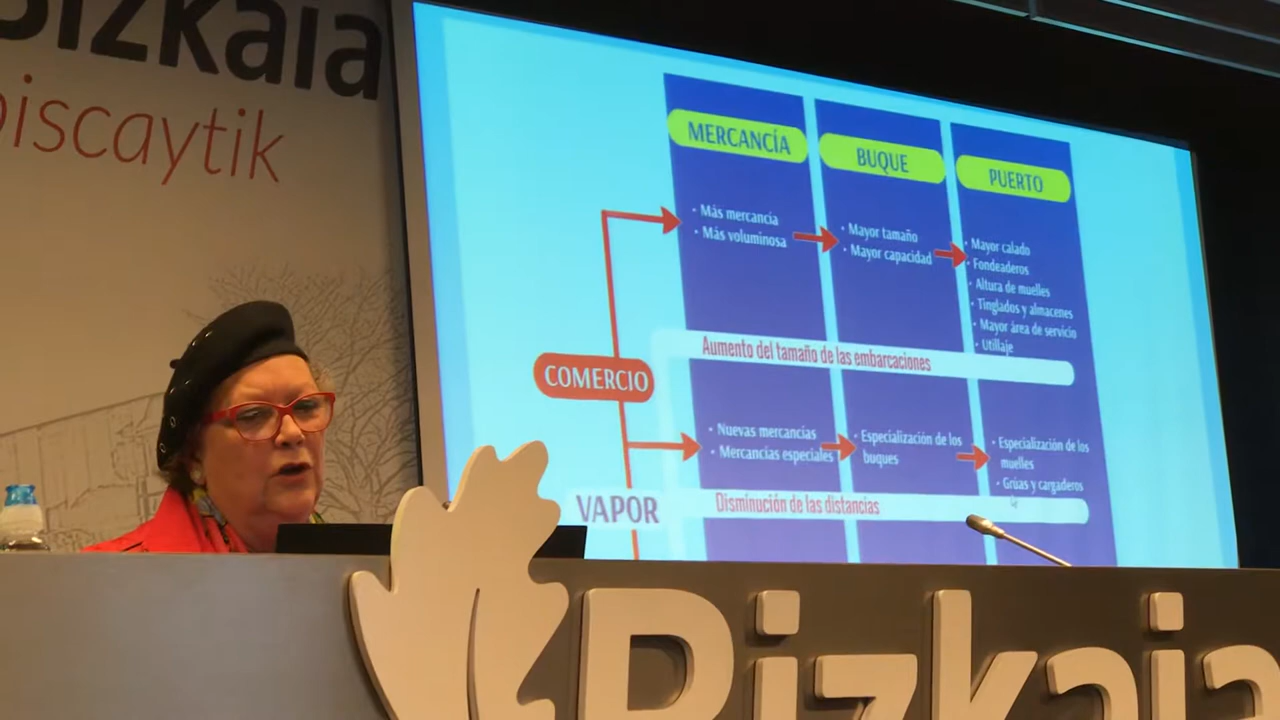 Bizkaia
biscaytik
MERCANCÍA
BUQUE
PUERTO
• Más mercancia
• Más voluminosa
• Mayor tamaño
• Mayor capacidad
• Mayor calado
• Fondeaderos
• Altura de muelles
• Tinglados y almacenes
• Mayor área de servicio
• Utillaje
Aumento del tamaño de las embarcaciones
COMERCIO
• Nuevas mercancias
• Mercancías especiales
• Especialización de los
buques
• Especialización de los
muelles
• Grúas y cargaderos
VAPOR
Disminución de las distancias
Bizkaia